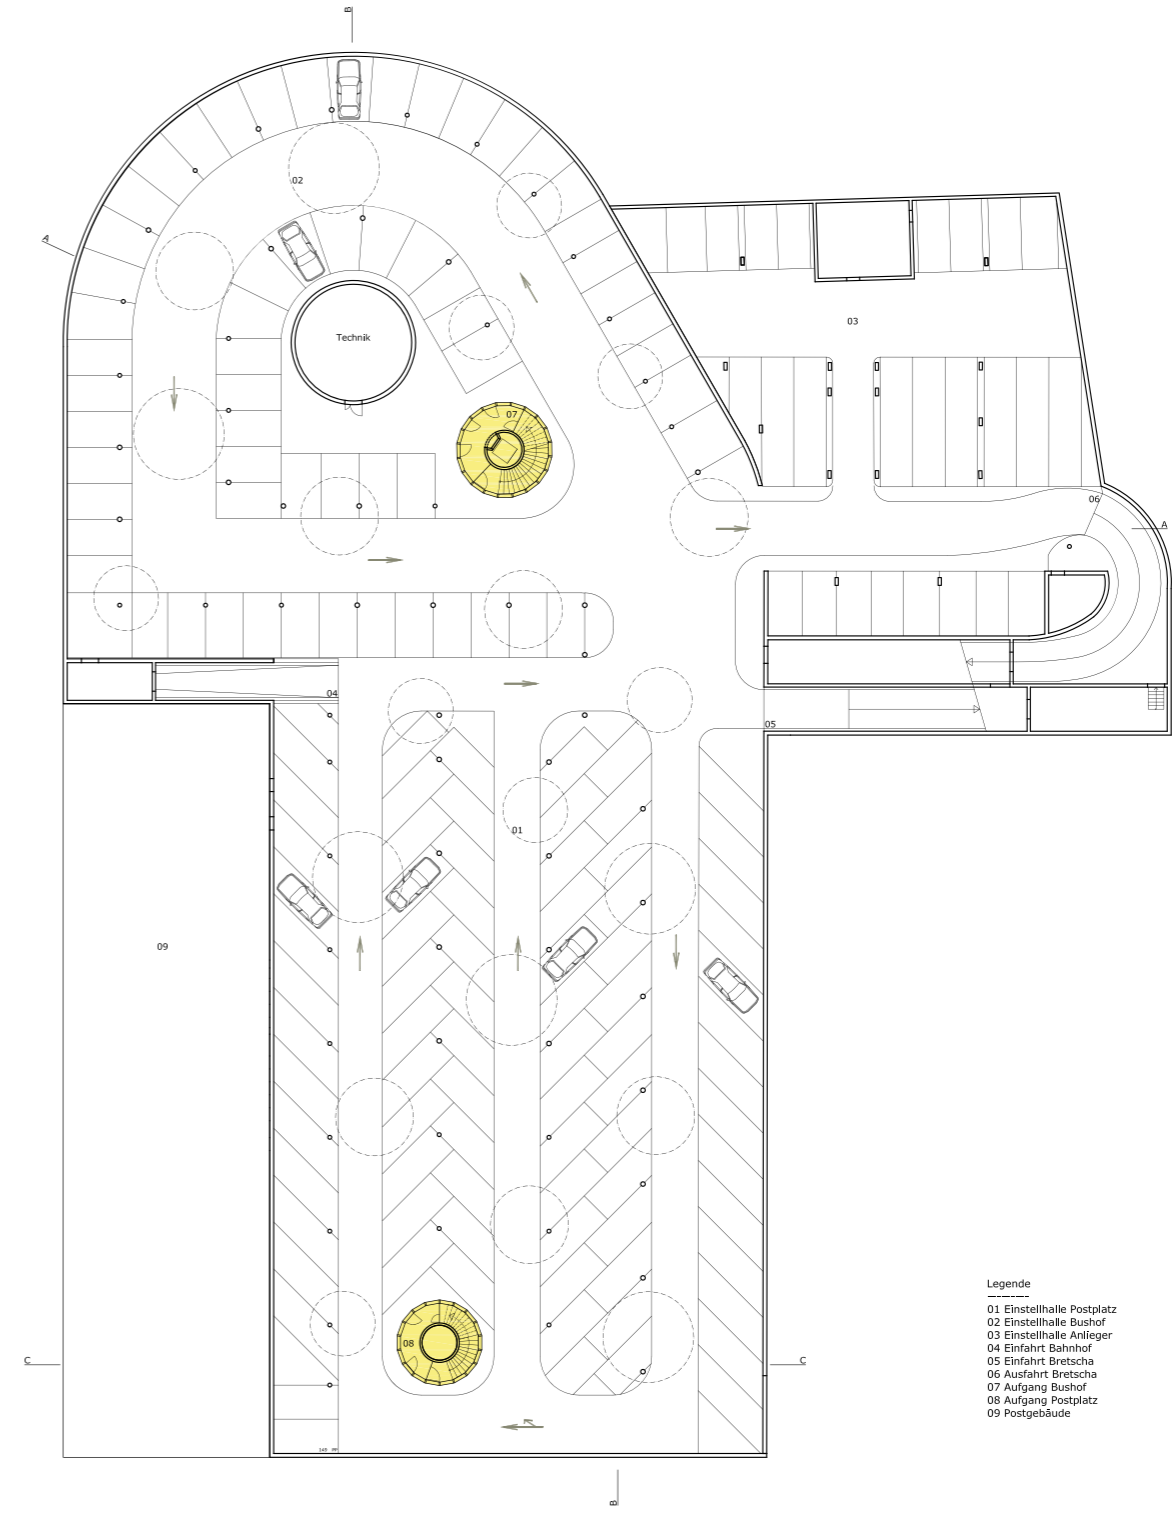 B
A
02
03
Technik
07
06
A
04
05
01
09
08
C
C
B
Legende
---------
01 Einstellhalle Postplatz
02 Einstellhalle Bushof
03 Einstellhalle Anlieger
04 Einfahrt Bahnhof
05 Einfahrt Bretscha
06 Ausfahrt Bretscha
07 Aufgang Bushof
08 Aufgang Postplatz
09 Postgebäude